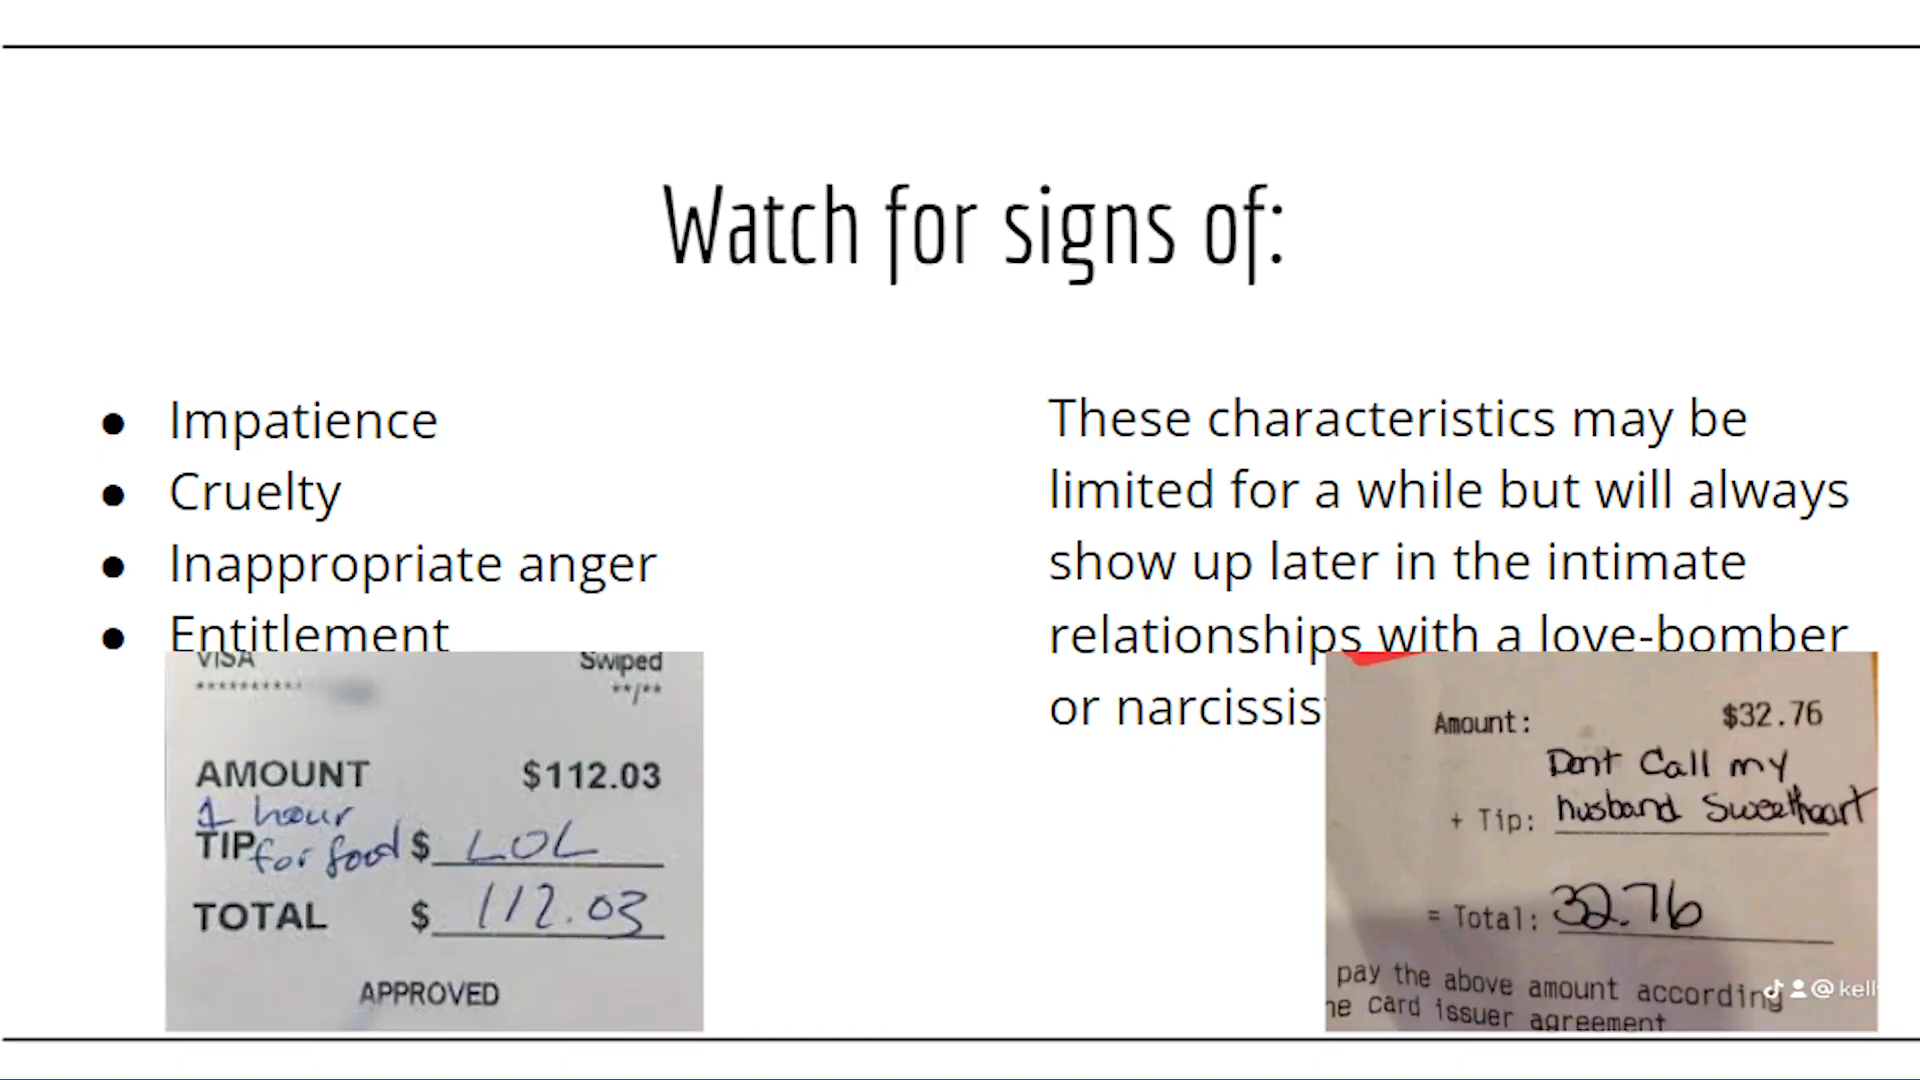 Watch for signs of:
● Impatience
● Cruelty
● Inappropriate anger
● Entitlement
These characteristics may be
limited for a while but will always
show up later in the intimate
relationships with a love-bomber
or narcissis
VISA Swiped
**/**
AMOUNT $112.03
1 hour
TIP for food $ LOL
TOTAL $ 112.03
APPROVED
Amount: $32.76
Dont Call my
+ Tip: husband Sweetheart
= Total: 32.76
pay the above amount according
he card issuer agreement
@kell